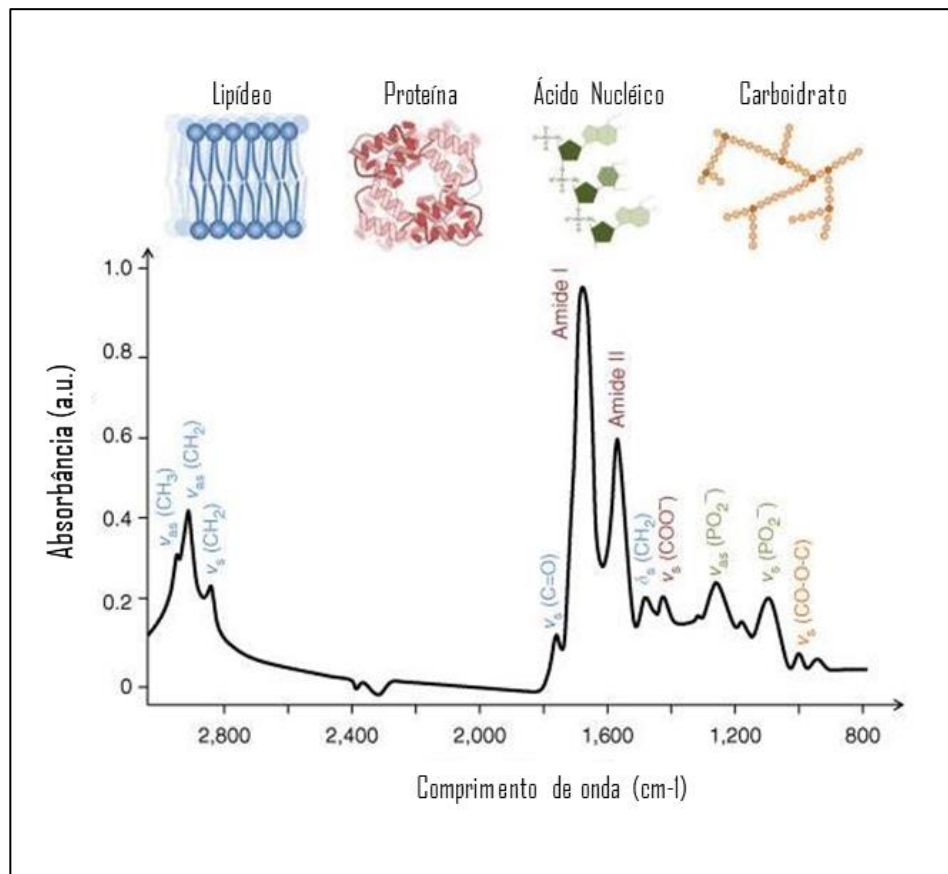 Lipídeo
Proteína
Ácido Nucléico
Carboidrato
Absorbância (a.u.)
1.0
0.8
0.6
0.4
0.2
0
νas (CH3)
νas (CH2)
νs (CH2)
νs (C=O)
Amide I
Amide II
δs (CH2)
νs (COO−)
νas (PO2−)
νs (PO2−)
νs (CO-O-C)
2,800
2,400
2,000
1,600
1,200
800
Comprimento de onda (cm-1)